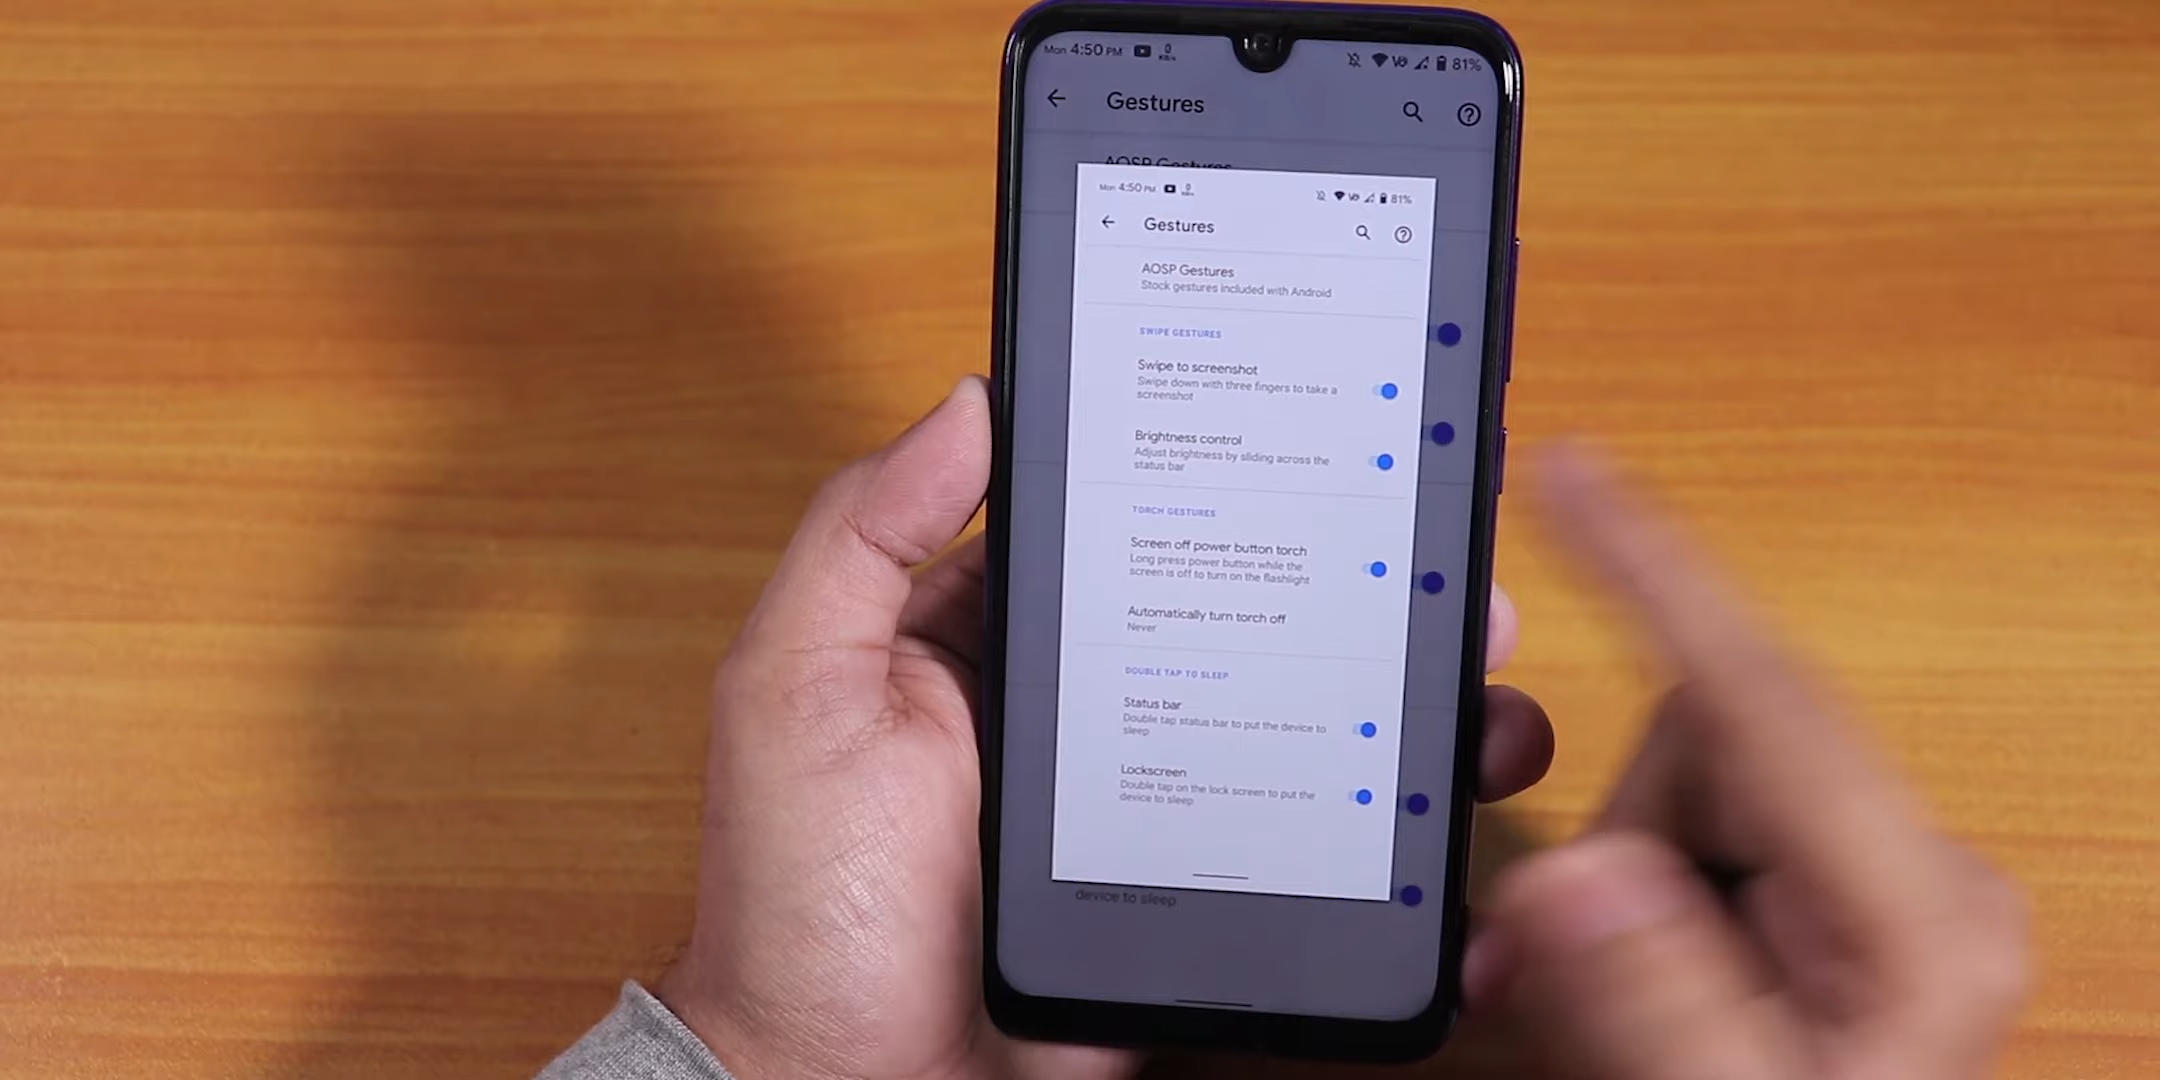 Mon 4:50 PM 0 KB/s 81%
Gestures
AOSP Gestures
Mon 4:50 PM 0 81%
Gestures
AOSP Gestures
Stock gestures included with Android
SWIPE GESTURES
Swipe to screenshot
Swipe down with three fingers to take a
screenshot
Brightness control
Adjust brightness by sliding across the
status bar
TORCH GESTURES
Screen off power button torch
Long press power button while the
screen is off to turn on the flashlight
Automatically turn torch off
Never
DOUBLE TAP TO SLEEP
Status bar
Double tap status bar to put the device to
sleep
Lockscreen
Double tap on the lock screen to put the
device to sleep
device to sleep